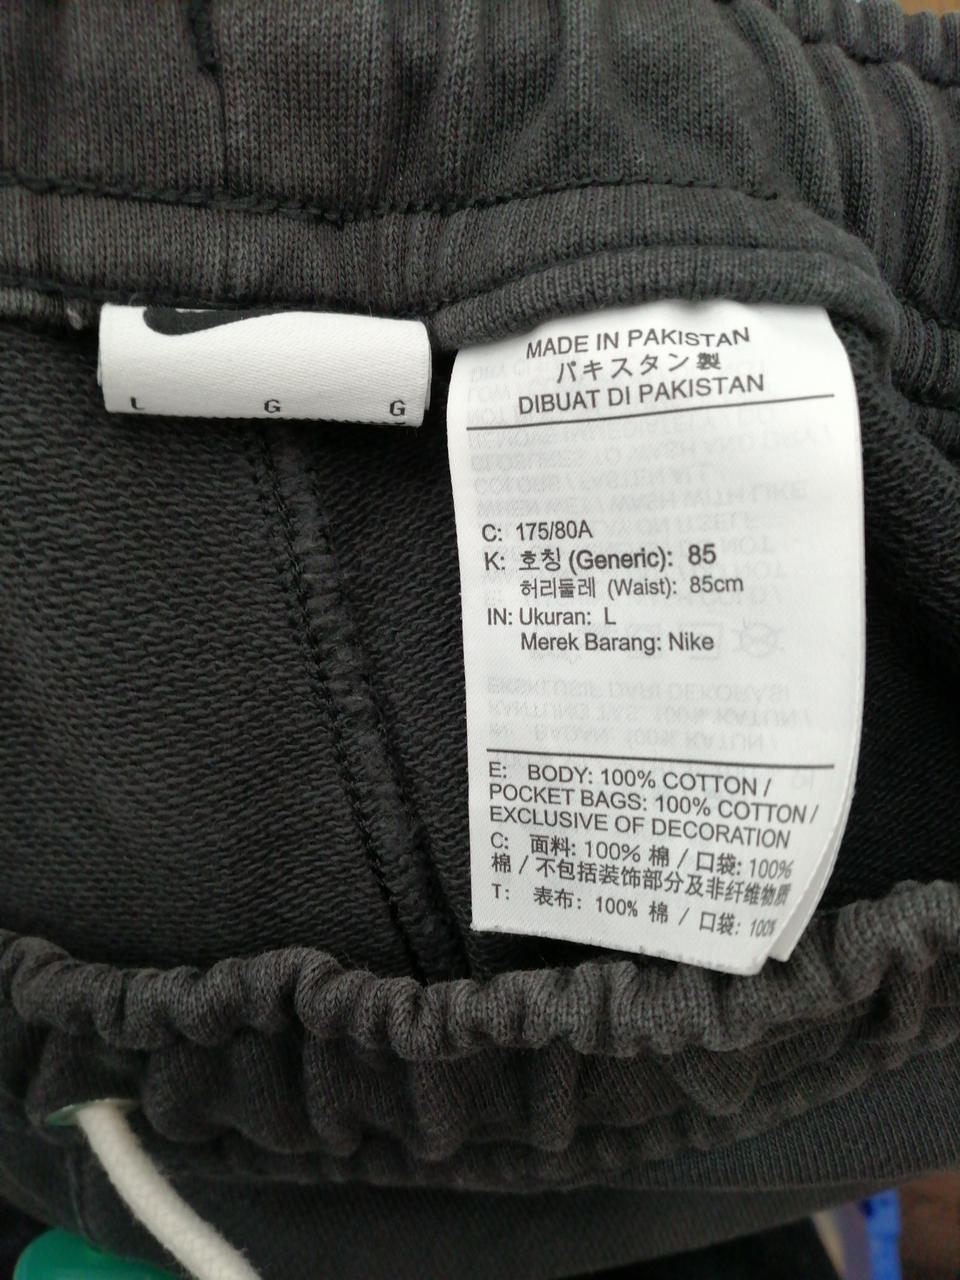 L G G
MADE IN PAKISTAN
パキスタン製
DIBUAT DI PAKISTAN
C: 175/80A
K: 호칭 (Generic): 85
허리둘레 (Waist): 85cm
IN: Ukuran: L
Merek Barang: Nike
E: BODY: 100% COTTON /
POCKET BAGS: 100% COTTON /
EXCLUSIVE OF DECORATION
C: 面料: 100% 棉 / 口袋: 100%
棉 / 不包括装饰部分及非纤维物质
T: 表布: 100% 棉 / 口袋: 100%